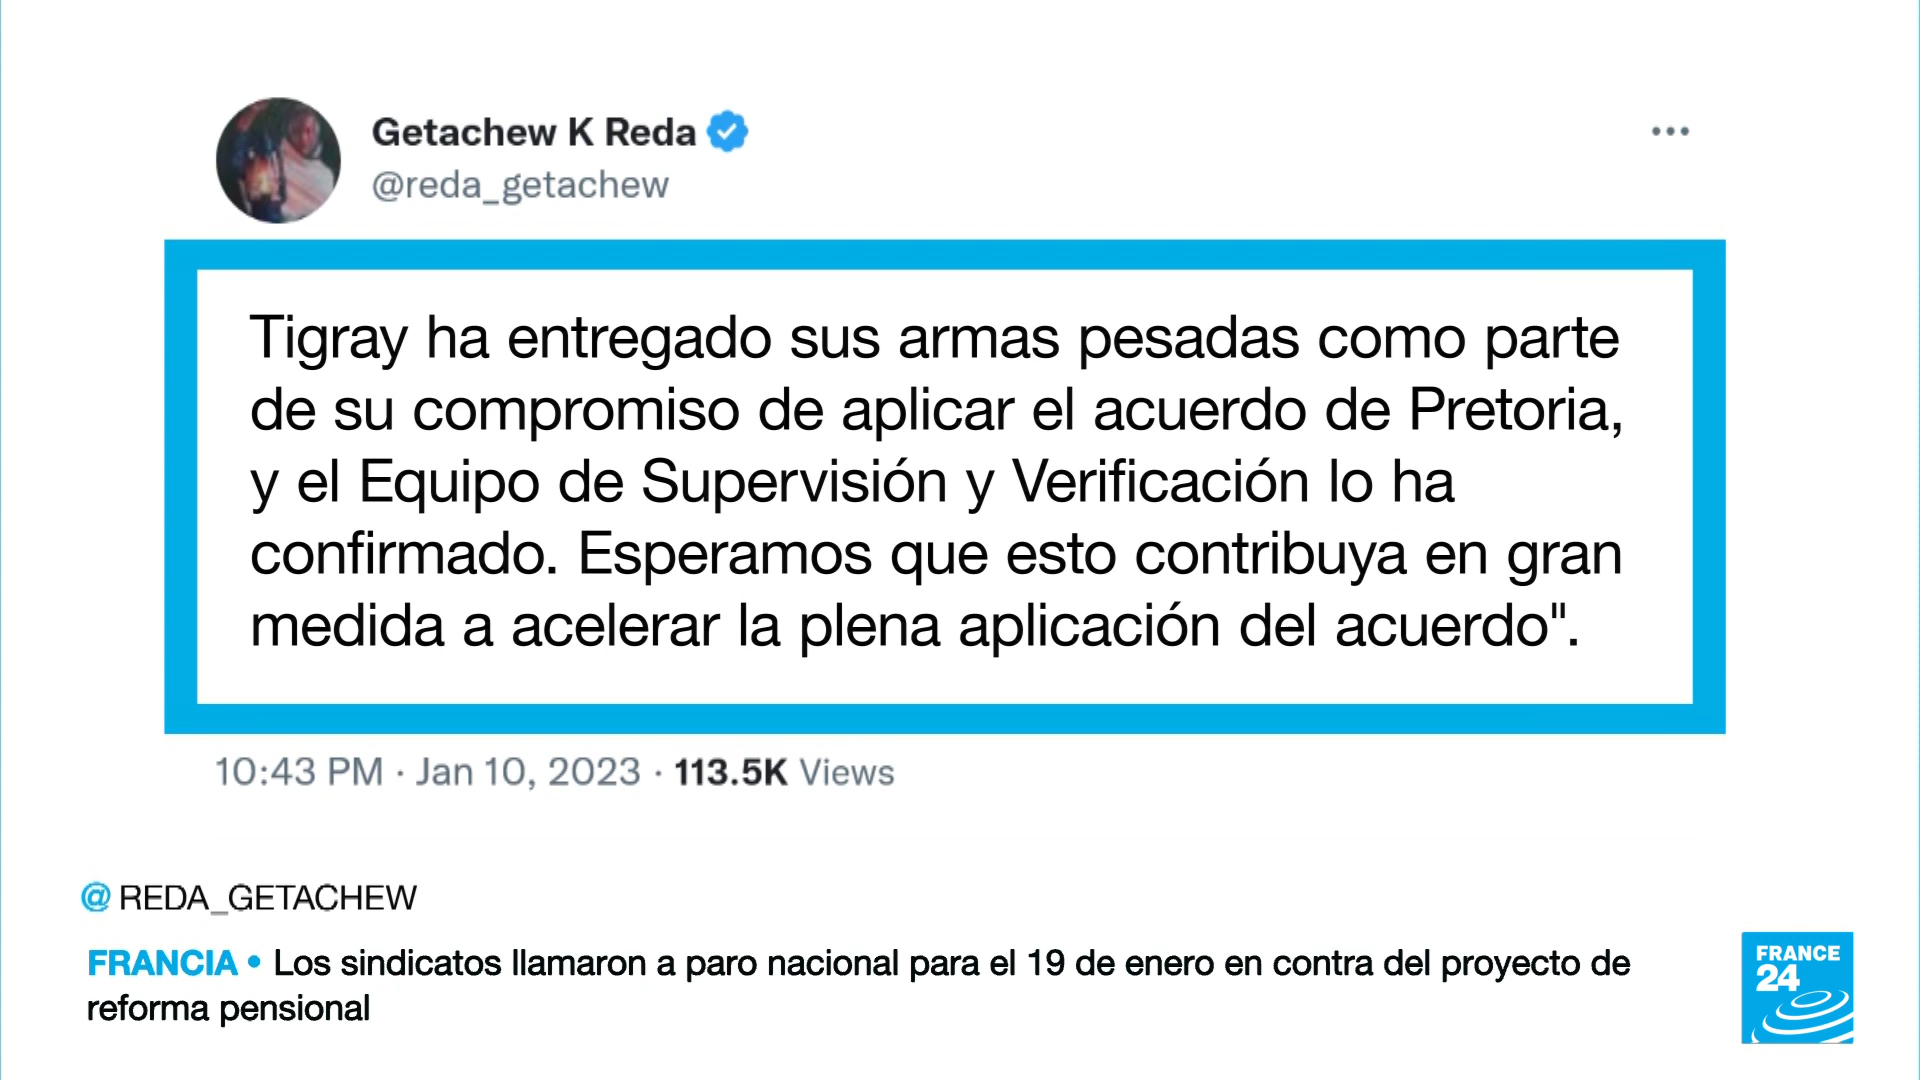 Getachew K Reda
@reda_getachew
Tigray ha entregado sus armas pesadas como parte
de su compromiso de aplicar el acuerdo de Pretoria,
y el Equipo de Supervisión y Verificación lo ha
confirmado. Esperamos que esto contribuya en gran
medida a acelerar la plena aplicación del acuerdo".
10:43 PM · Jan 10, 2023 · 113.5K Views
@ REDA_GETACHEW
FRANCIA • Los sindicatos llamaron a paro nacional para el 19 de enero en contra del proyecto de
reforma pensional
FRANCE
24